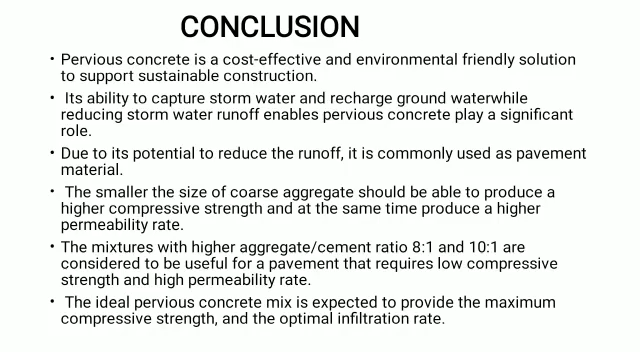 CONCLUSION
• Pervious concrete is a cost-effective and environmental friendly solution
to support sustainable construction.
• Its ability to capture storm water and recharge ground waterwhile
reducing storm water runoff enables pervious concrete play a significant
role.
• Due to its potential to reduce the runoff, it is commonly used as pavement
material.
• The smaller the size of coarse aggregate should be able to produce a
higher compressive strength and at the same time produce a higher
permeability rate.
• The mixtures with higher aggregate/cement ratio 8:1 and 10:1 are
considered to be useful for a pavement that requires low compressive
strength and high permeability rate.
• The ideal pervious concrete mix is expected to provide the maximum
compressive strength, and the optimal infiltration rate.